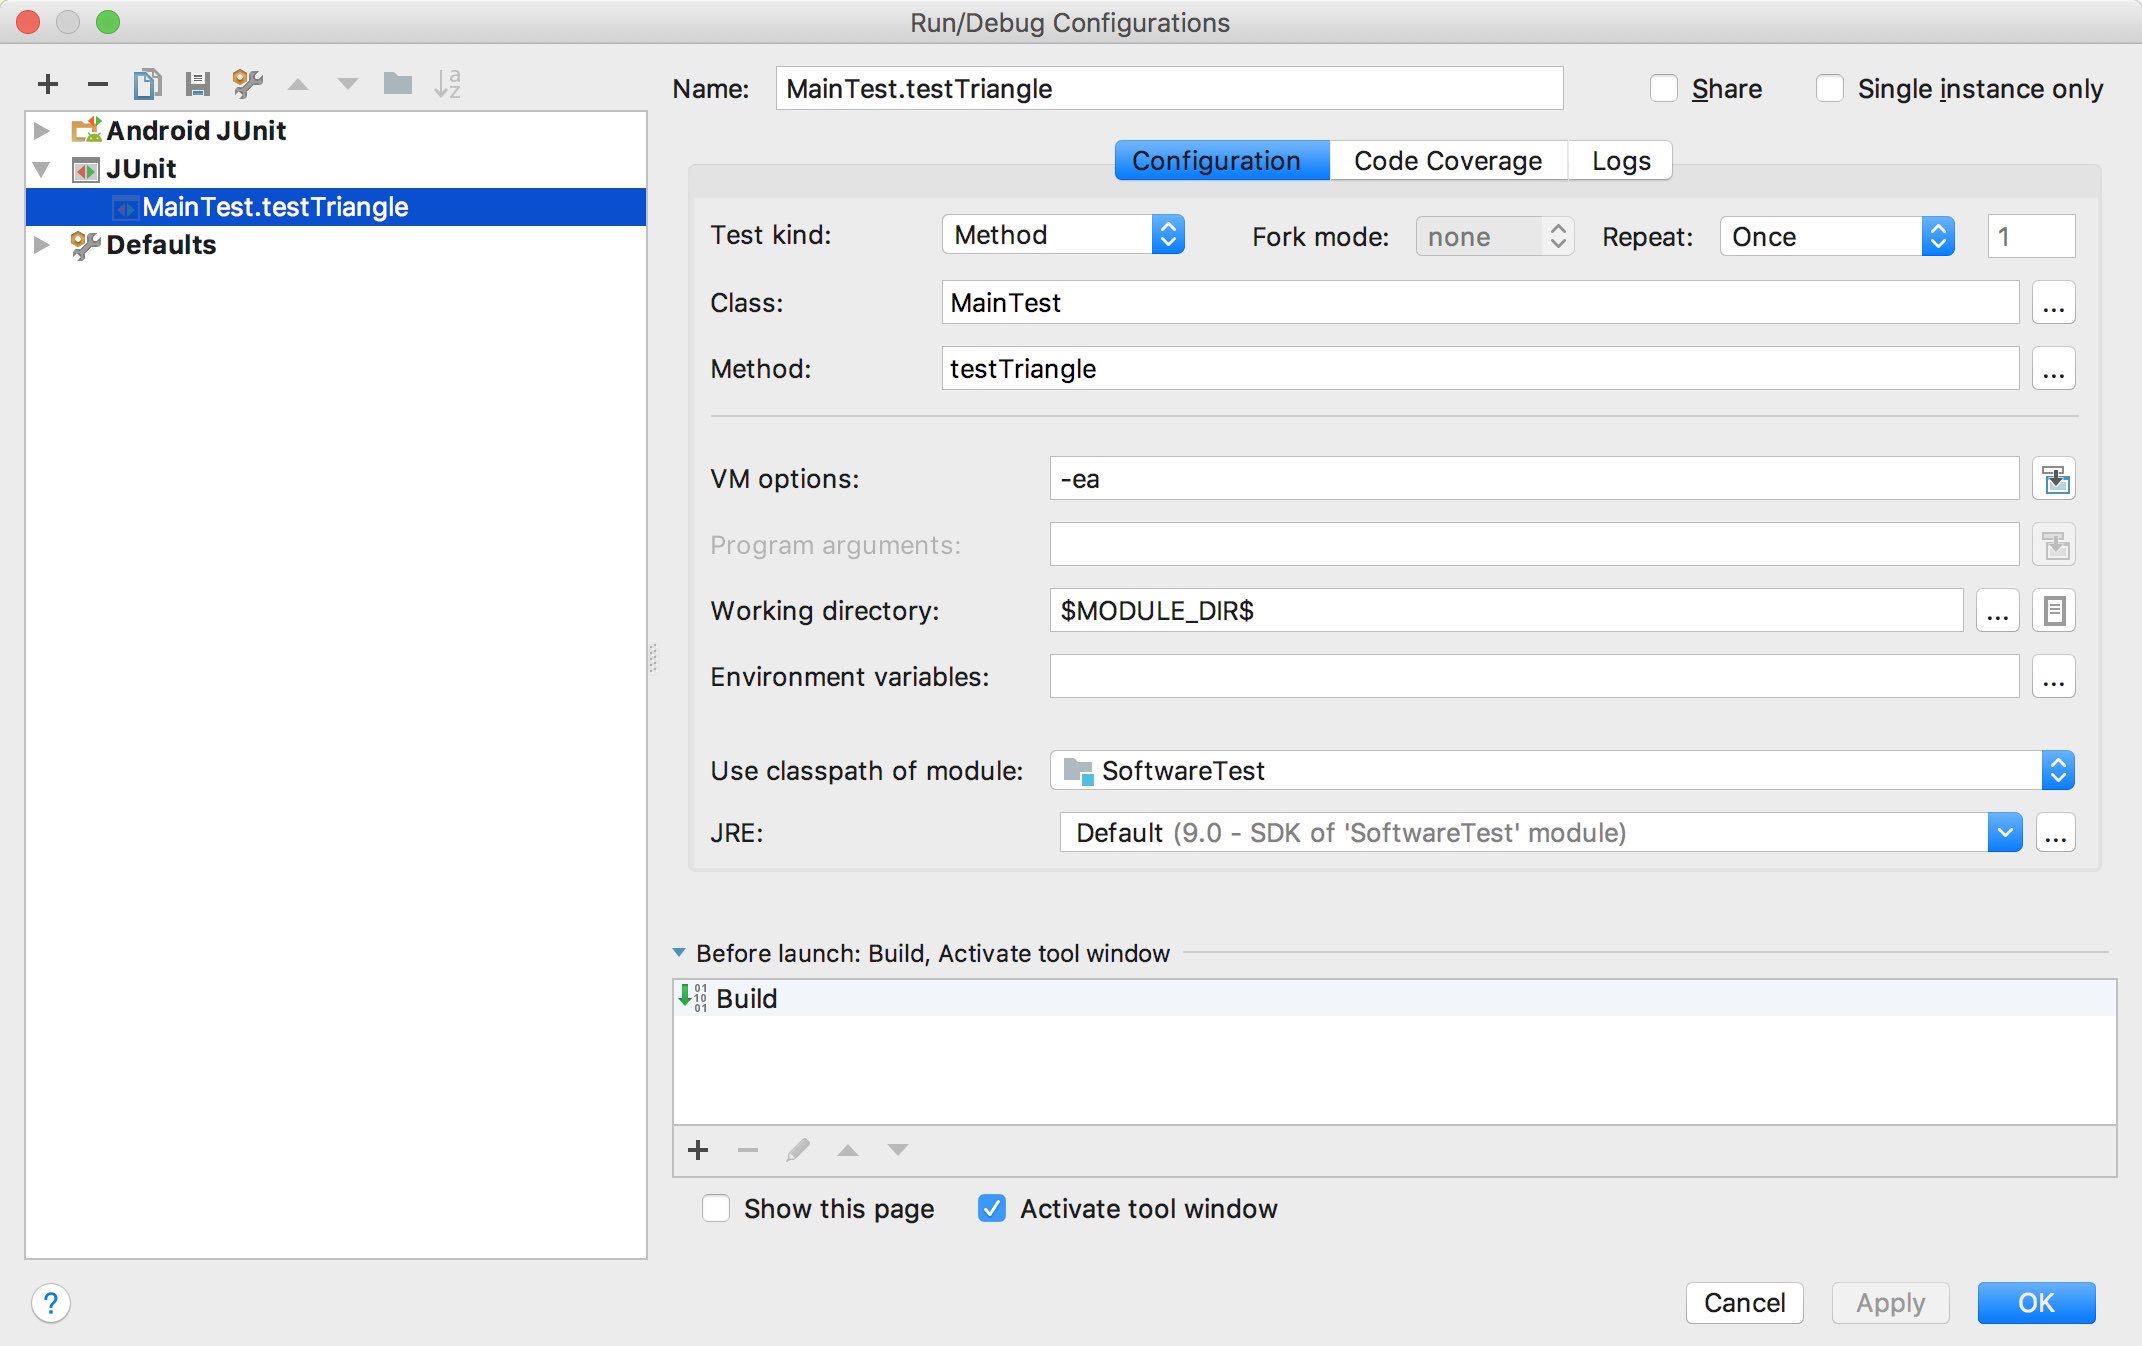 Run/Debug Configurations
Name: MainTest.testTriangle Share Single instance only
Android JUnit
JUnit
MainTest.testTriangle
Defaults
Configuration Code Coverage Logs
Test kind: Method Fork mode: none Repeat: Once 1
Class: MainTest ...
Method: testTriangle ...
VM options: -ea
Program arguments:
Working directory: $MODULE_DIR$ ...
Environment variables: ...
Use classpath of module: SoftwareTest
JRE: Default (9.0 - SDK of 'SoftwareTest' module) ...
Before launch: Build, Activate tool window
Build
Show this page Activate tool window
? Cancel Apply OK